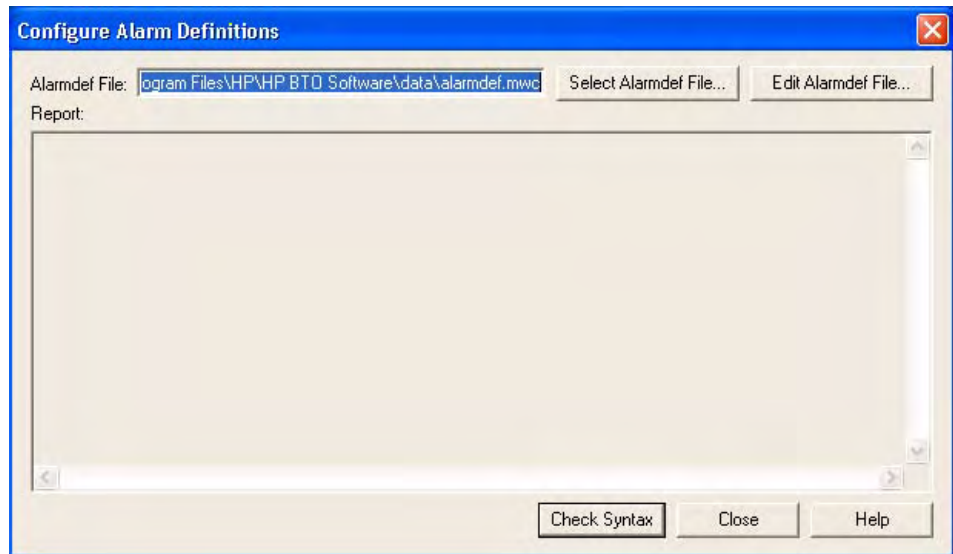 Configure Alarm Definitions
Alarmdef File: ogram Files\HP\HP BTO Software\data\alarmdef.mwc Select Alarmdef File... Edit Alarmdef File...
Report:
Check Syntax Close Help